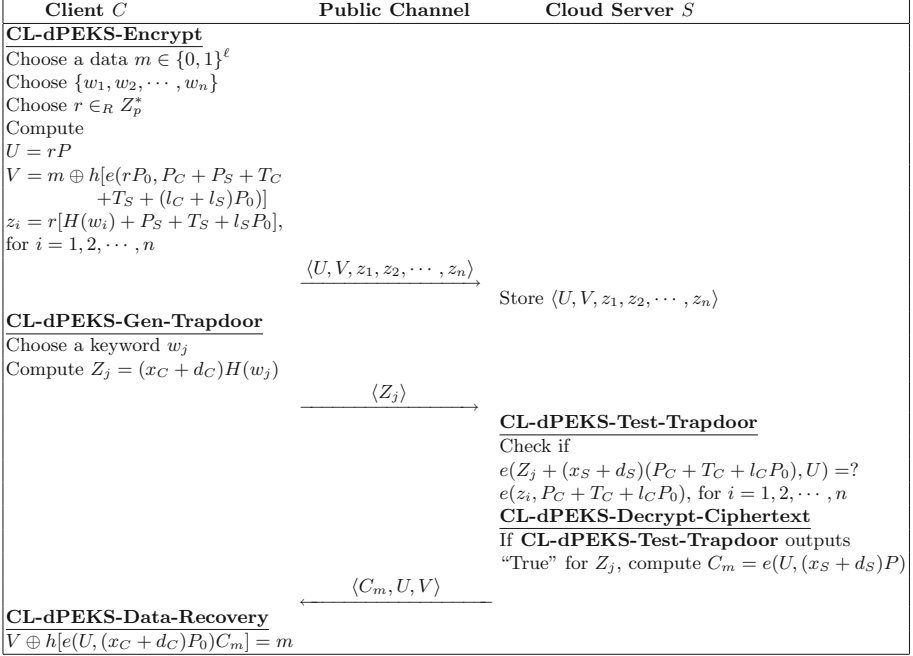 Client C Public Channel Cloud Server S
CL-dPEKS-Encrypt
Choose a data m ∈ {0, 1}^ℓ
Choose {w_1, w_2, ⋯ , w_n}
Choose r ∈_R Z_p^*
Compute
U = rP
V = m ⊕ h[e(rP_0, P_C + P_S + T_C
+T_S + (l_C + l_S)P_0)]
z_i = r[H(w_i) + P_S + T_S + l_S P_0],
for i = 1, 2, ⋯ , n
⟨U, V, z_1, z_2, ⋯ , z_n⟩
Store ⟨U, V, z_1, z_2, ⋯ , z_n⟩
CL-dPEKS-Gen-Trapdoor
Choose a keyword w_j
Compute Z_j = (x_C + d_C)H(w_j)
⟨Z_j⟩
CL-dPEKS-Test-Trapdoor
Check if
e(Z_j + (x_S + d_S)(P_C + T_C + l_C P_0), U) =?
e(z_i, P_C + T_C + l_C P_0), for i = 1, 2, ⋯ , n
CL-dPEKS-Decrypt-Ciphertext
If CL-dPEKS-Test-Trapdoor outputs
“True” for Z_j, compute C_m = e(U, (x_S + d_S)P)
⟨C_m, U, V⟩
CL-dPEKS-Data-Recovery
V ⊕ h[e(U, (x_C + d_C)P_0)C_m] = m